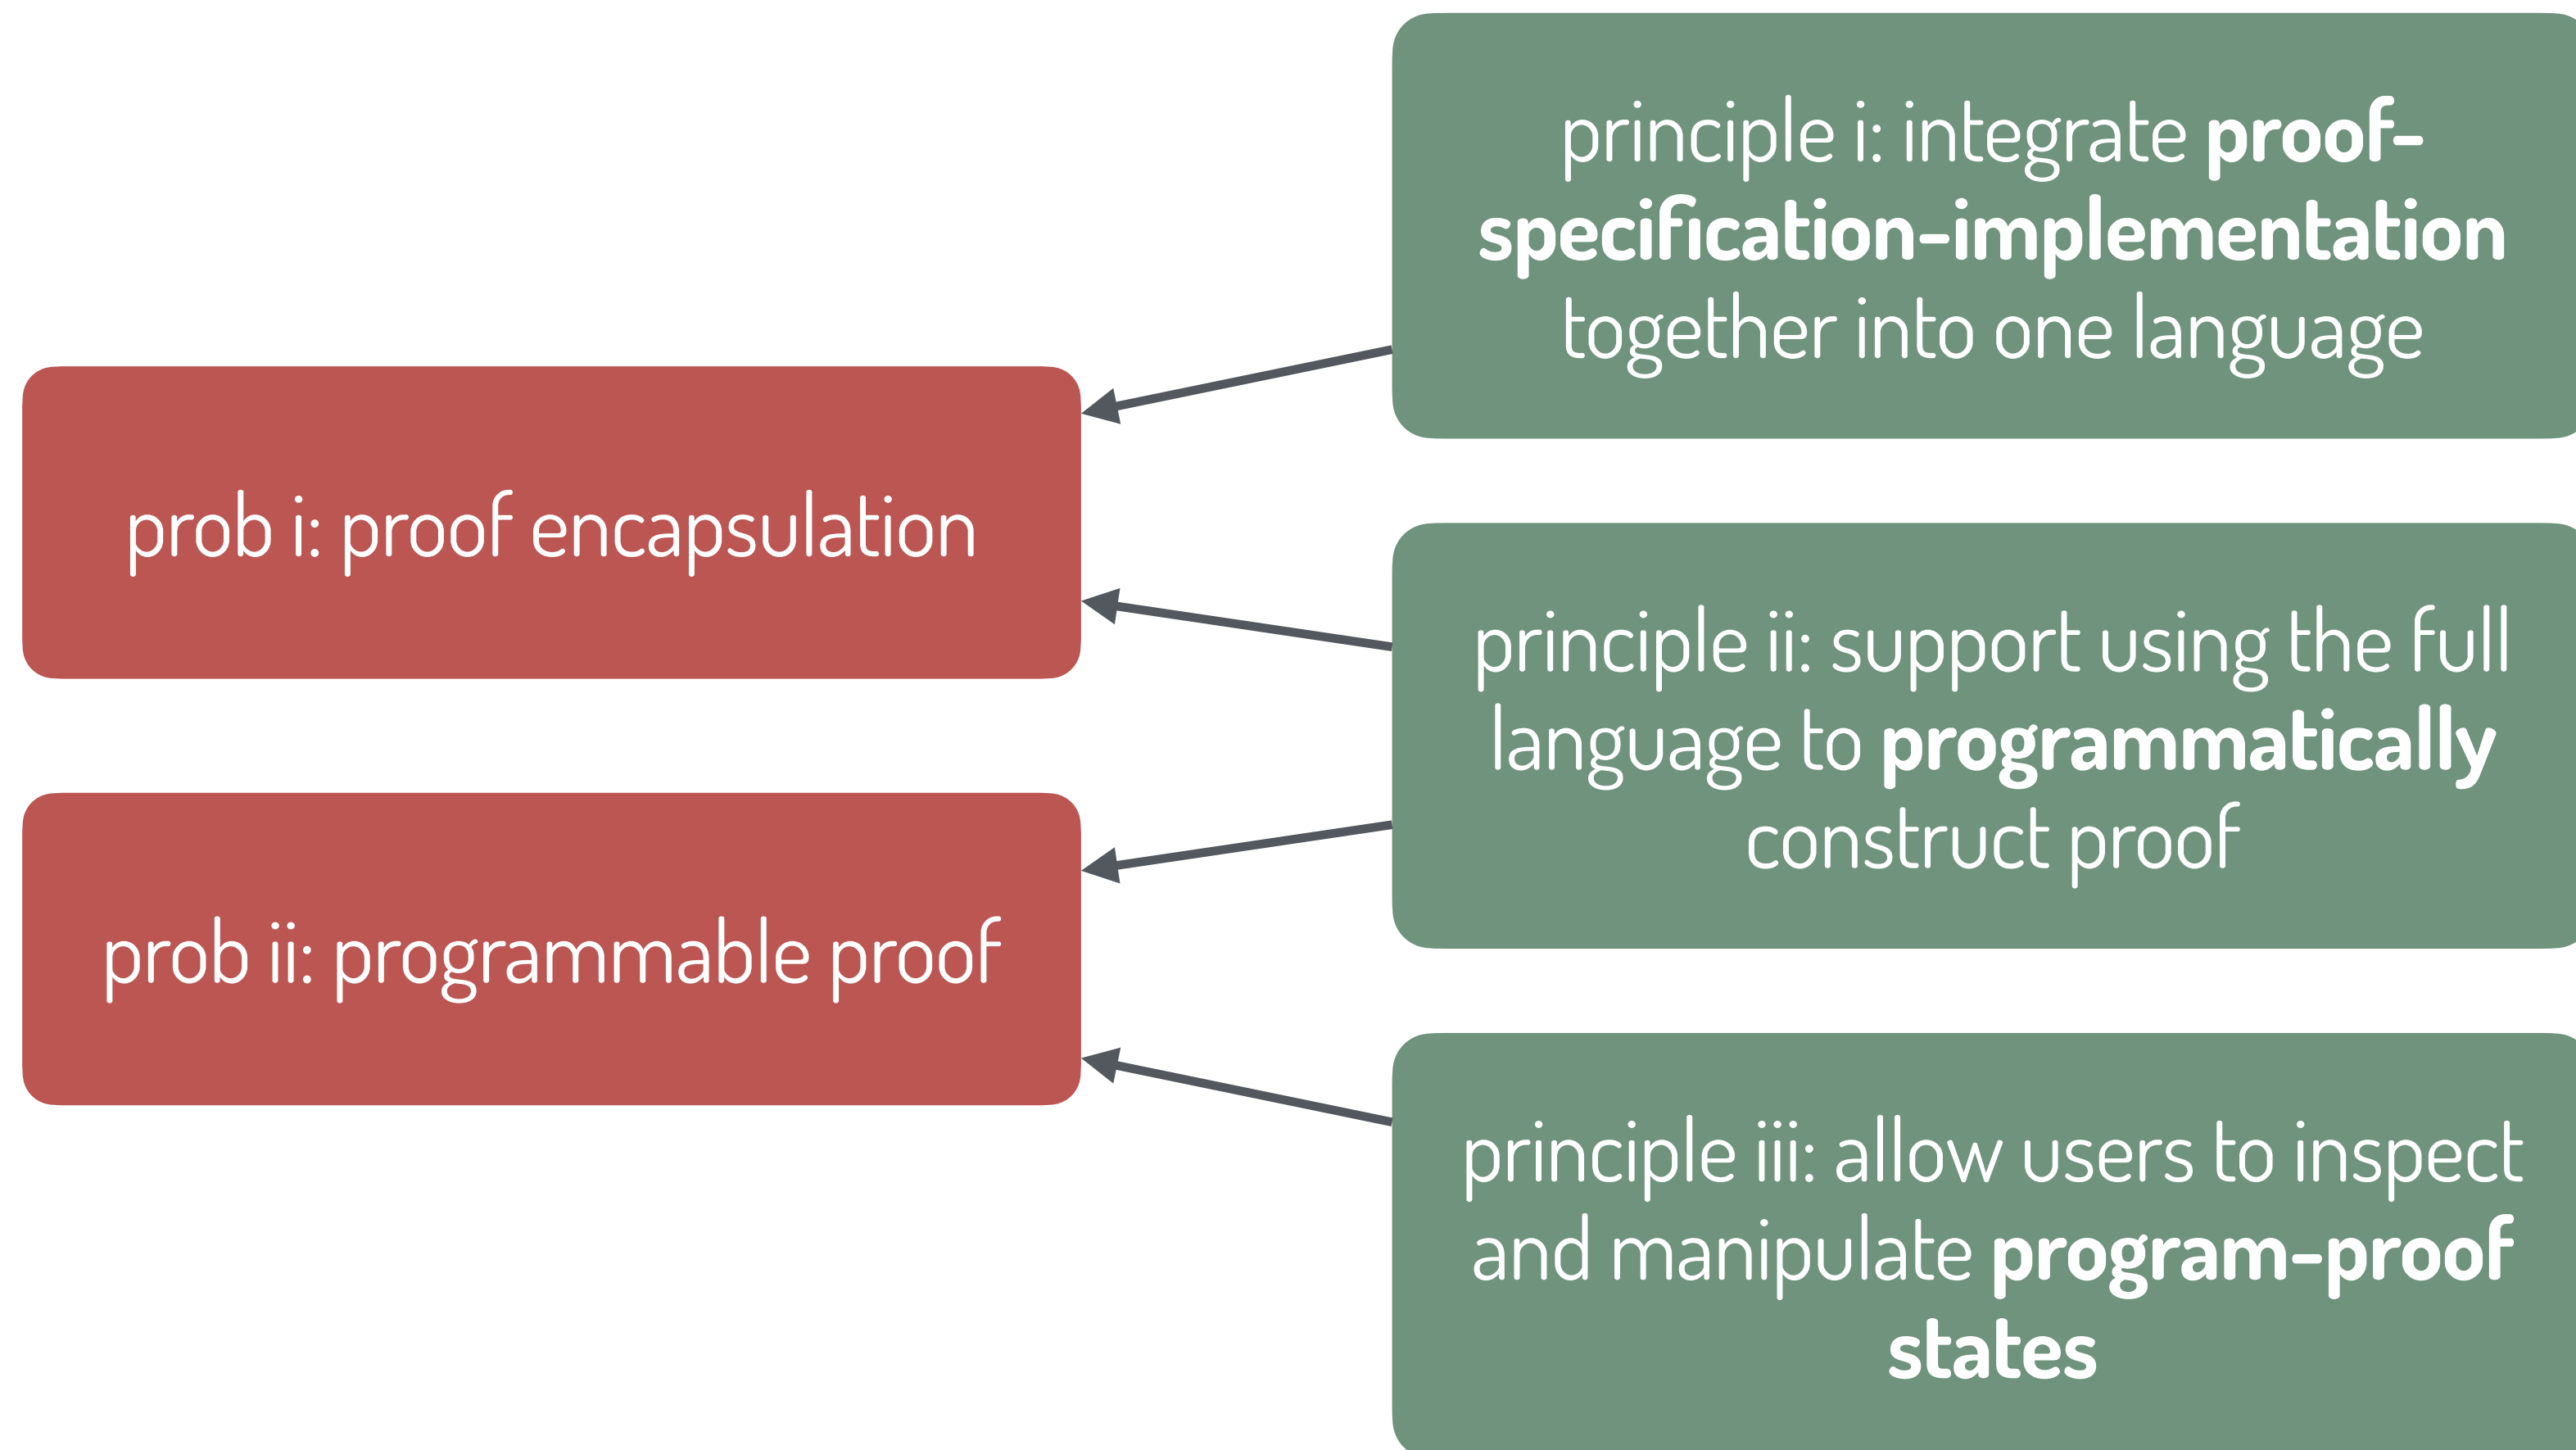 principle i: integrate proof-
specification-implementation
together into one language
prob i: proof encapsulation
principle ii: support using the full
language to programmatically
construct proof
prob ii: programmable proof
principle iii: allow users to inspect
and manipulate program-proof
states